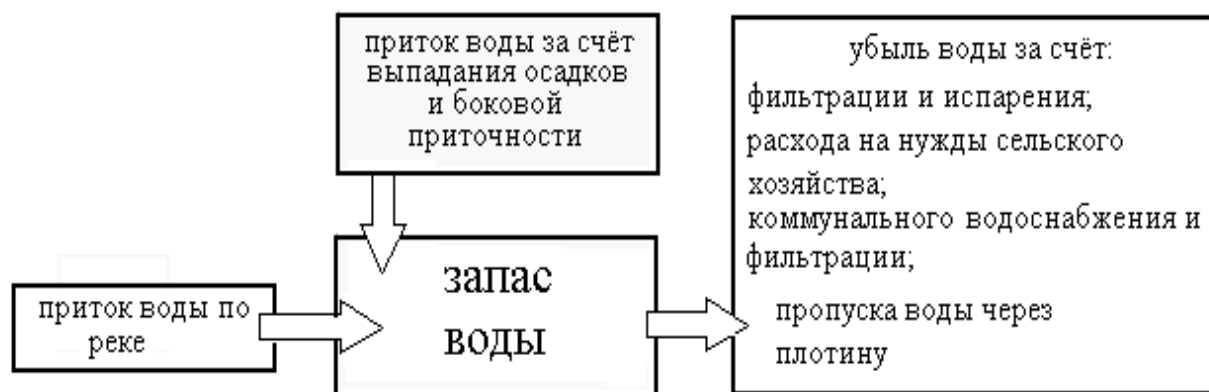 приток воды за счёт
выпадания осадков
и боковой
приточности
приток воды по
реке
запас
воды
убыль воды за счёт:
фильтрации и испарения;
расхода на нужды сельского
хозяйства;
коммунального водоснабжения и
фильтрации;
пропуска воды через
плотину